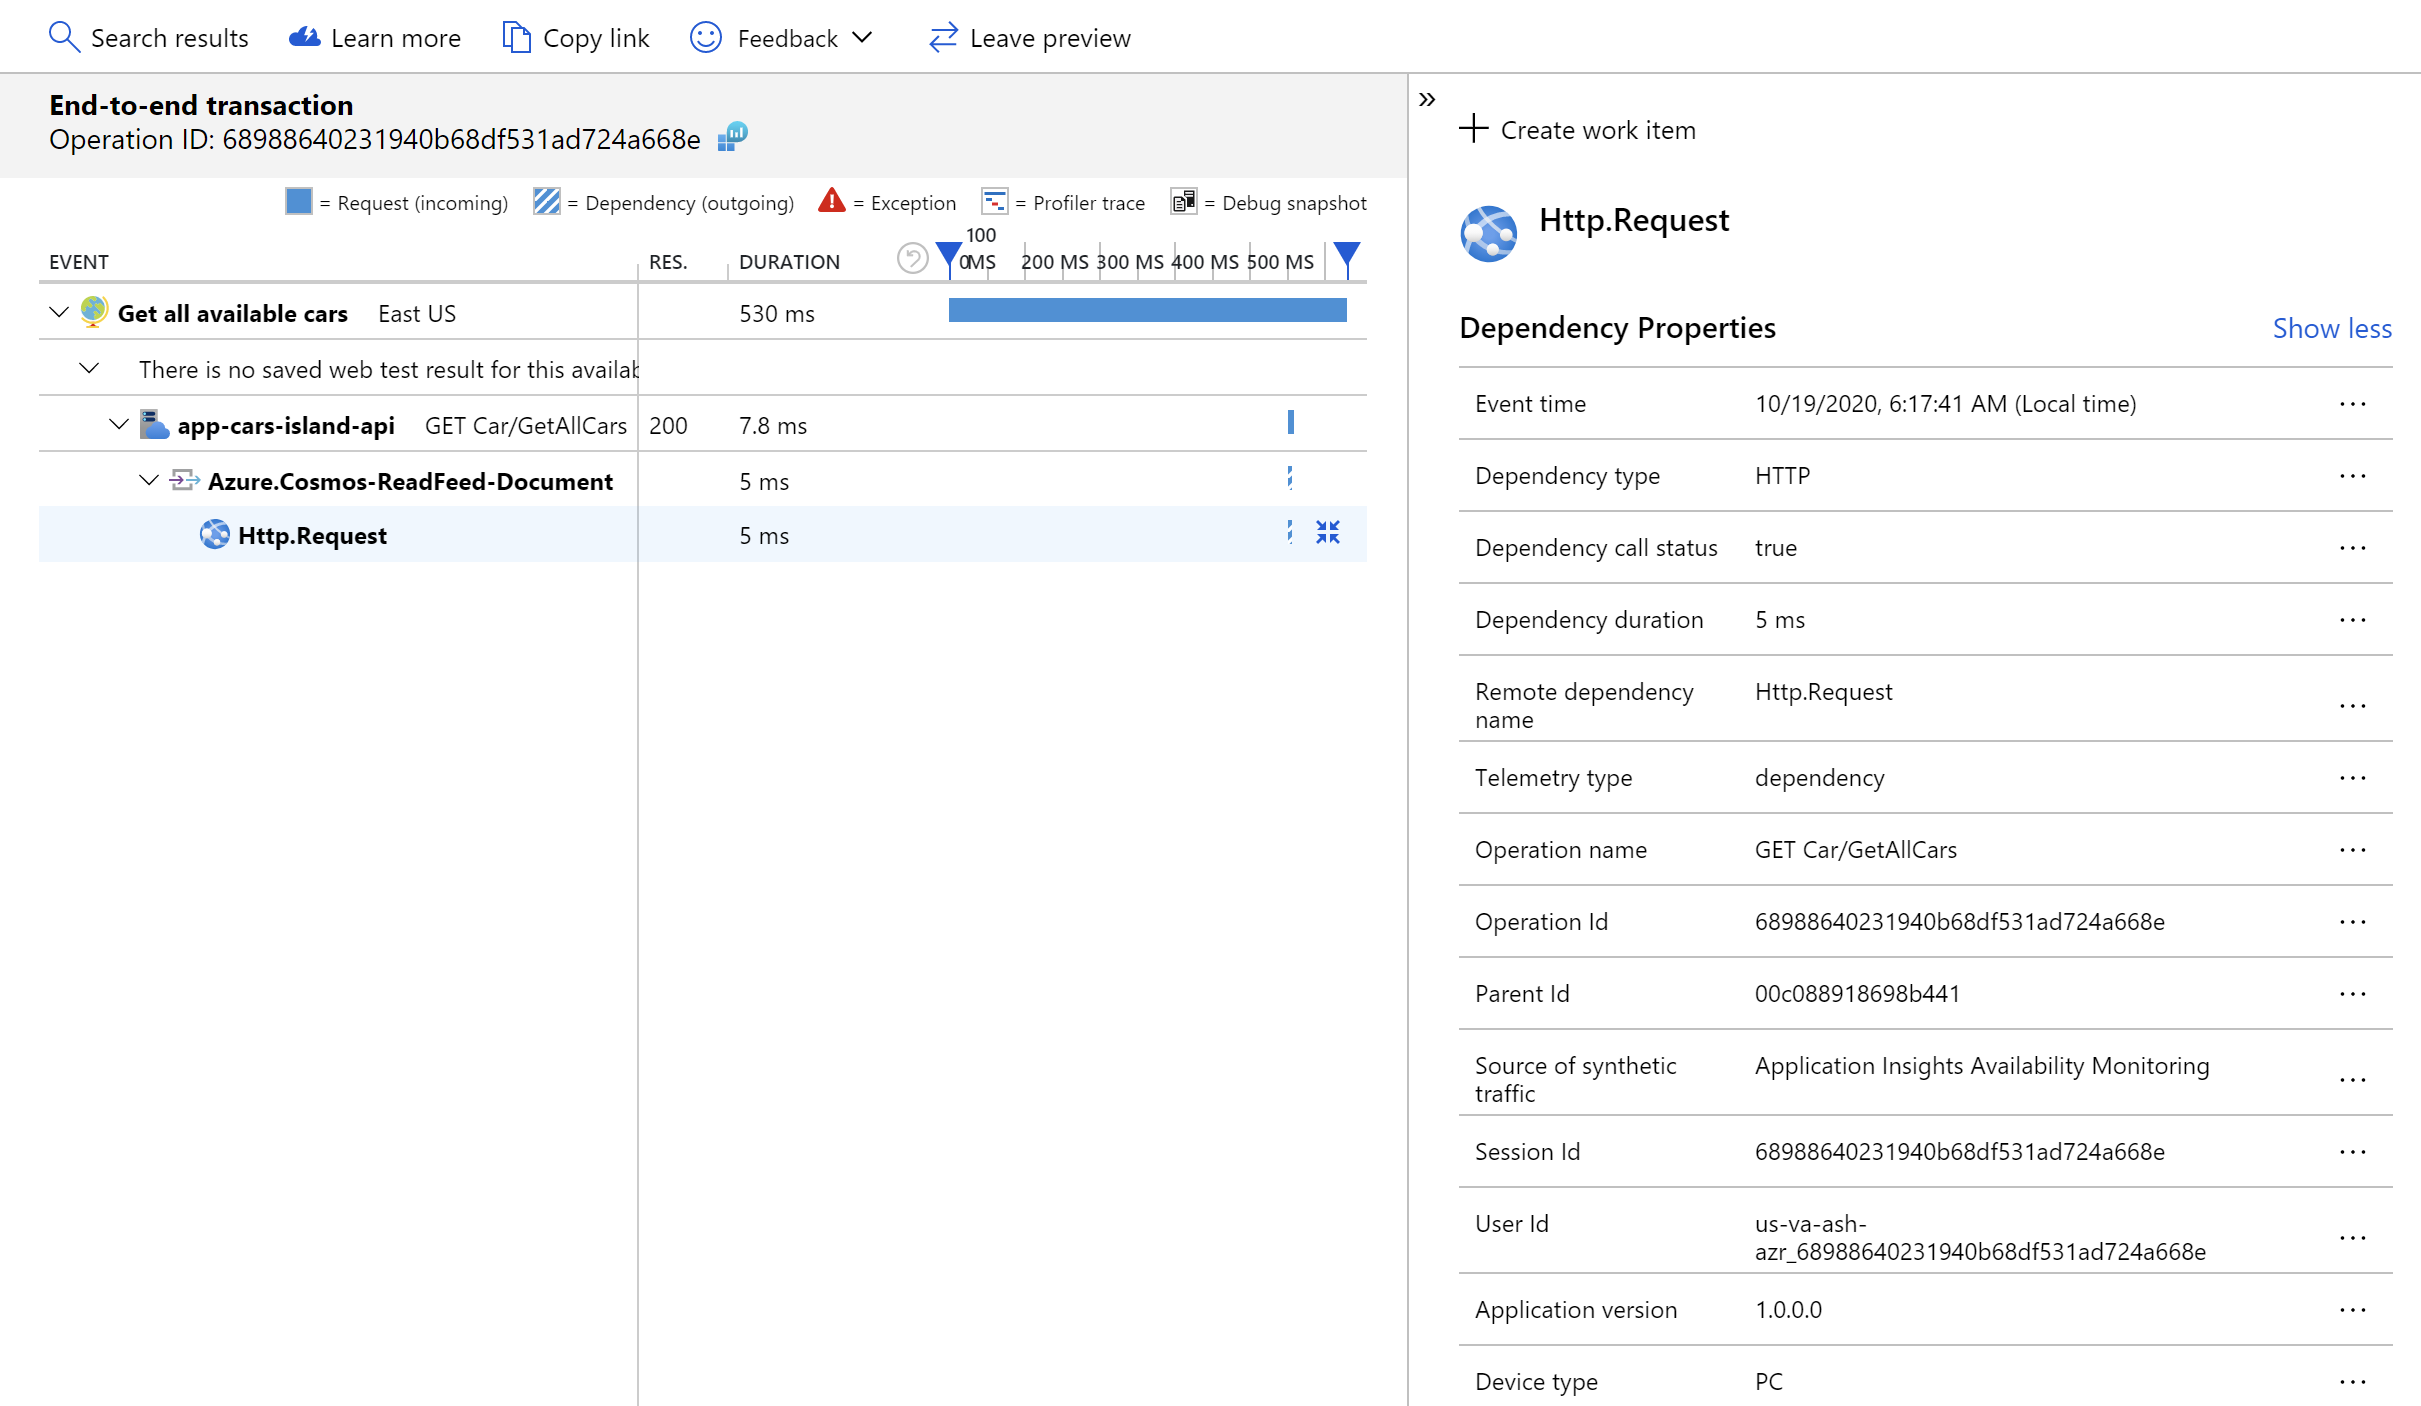 Search results
Learn more
Copy link
Feedback
Leave preview
End-to-end transaction
Operation ID: 68988640231940b68df531ad724a668e
= Request (incoming)
= Dependency (outgoing)
= Exception
= Profiler trace
= Debug snapshot
EVENT
RES.
DURATION
0
100 MS
200 MS
300 MS
400 MS
500 MS
Get all available cars East US 530 ms
There is no saved web test result for this availab
app-cars-island-api GET Car/GetAllCars 200 7.8 ms
Azure.Cosmos-ReadFeed-Document 5 ms
Http.Request 5 ms
»
Create work item
Http.Request
Dependency Properties
Show less
Event time 10/19/2020, 6:17:41 AM (Local time) ...
Dependency type HTTP ...
Dependency call status true ...
Dependency duration 5 ms ...
Remote dependency
name
Http.Request ...
Telemetry type dependency ...
Operation name GET Car/GetAllCars ...
Operation Id 68988640231940b68df531ad724a668e ...
Parent Id 00c088918698b441 ...
Source of synthetic
traffic
Application Insights Availability Monitoring ...
Session Id 68988640231940b68df531ad724a668e ...
User Id
us-va-ash-
azr_68988640231940b68df531ad724a668e ...
Application version 1.0.0.0 ...
Device type PC ...